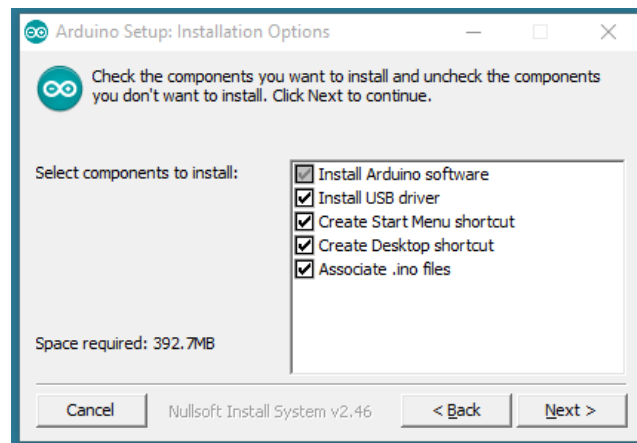 Arduino Setup: Installation Options
Check the components you want to install and uncheck the components
you don't want to install. Click Next to continue.
Select components to install:
Install Arduino software
Install USB driver
Create Start Menu shortcut
Create Desktop shortcut
Associate .ino files
Space required: 392.7MB
Cancel
Nullsoft Install System v2.46
< Back
Next >